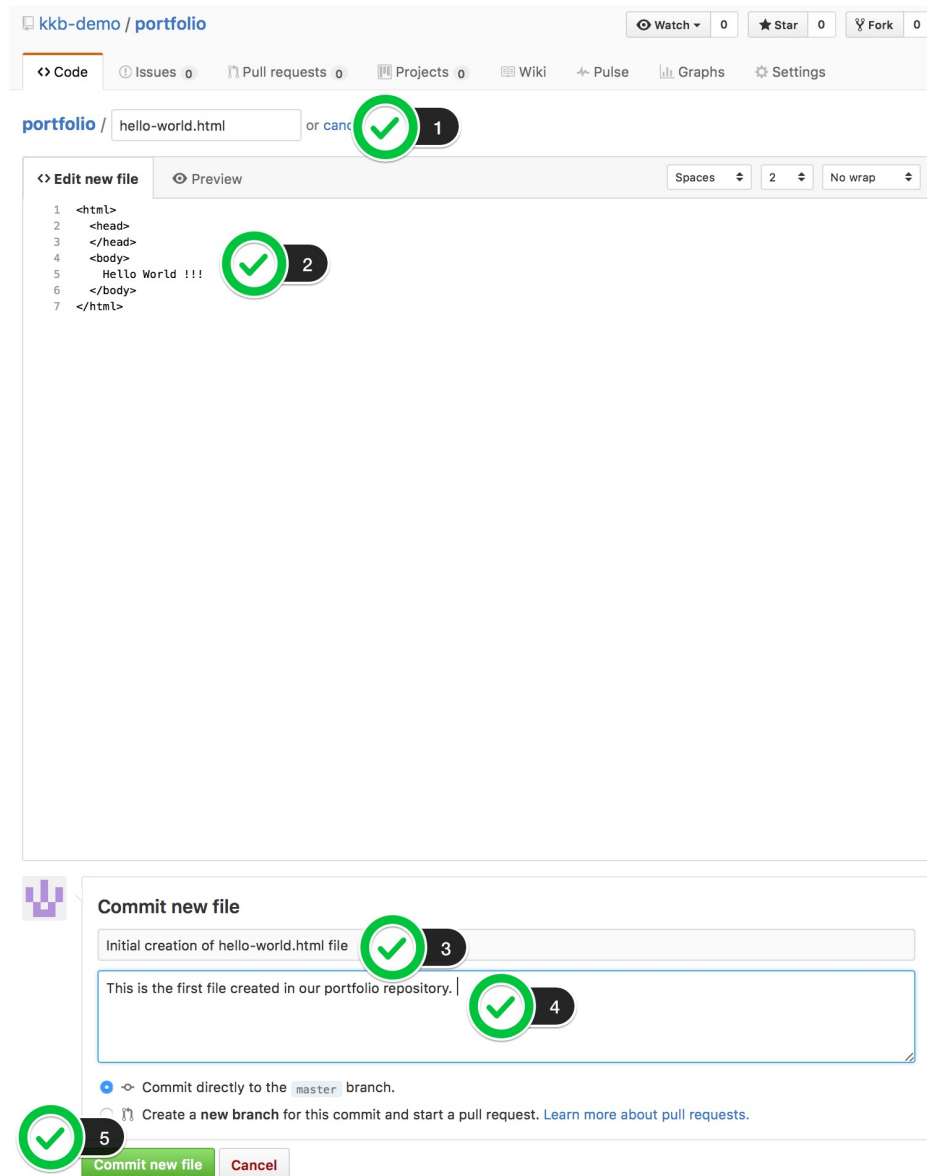 kkb-demo / portfolio
Watch 0 Star 0 Fork 0
<> Code Issues 0 Pull requests 0 Projects 0 Wiki Pulse Graphs Settings
portfolio / hello-world.html or 1
<> Edit new file Preview Spaces 2 No wrap
1 <html>
2 <head>
3 </head>
4 <body>
5 Hello World !!!
6 </body>
7 </html>
2
Commit new file
Initial creation of hello-world.html file 3
This is the first file created in our portfolio repository. 4
Commit directly to the master branch.
Create a new branch for this commit and start a pull request. Learn more about pull requests.
5
Commit new file Cancel